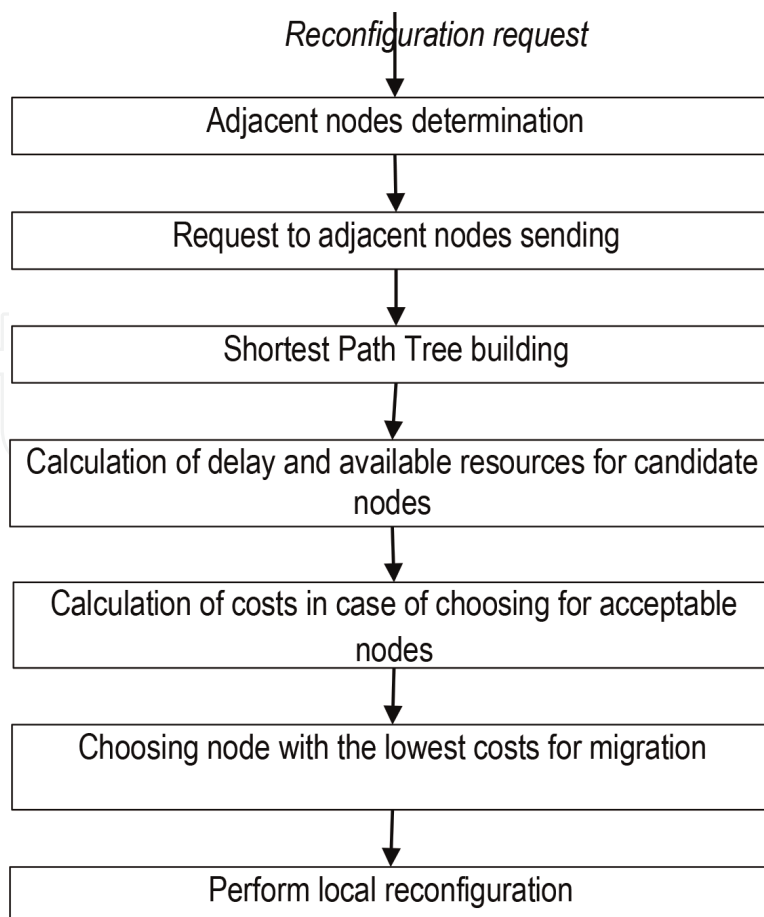 Reconfiguration request
Adjacent nodes determination
Request to adjacent nodes sending
Shortest Path Tree building
Calculation of delay and available resources for candidate
nodes
Calculation of costs in case of choosing for acceptable
nodes
Choosing node with the lowest costs for migration
Perform local reconfiguration